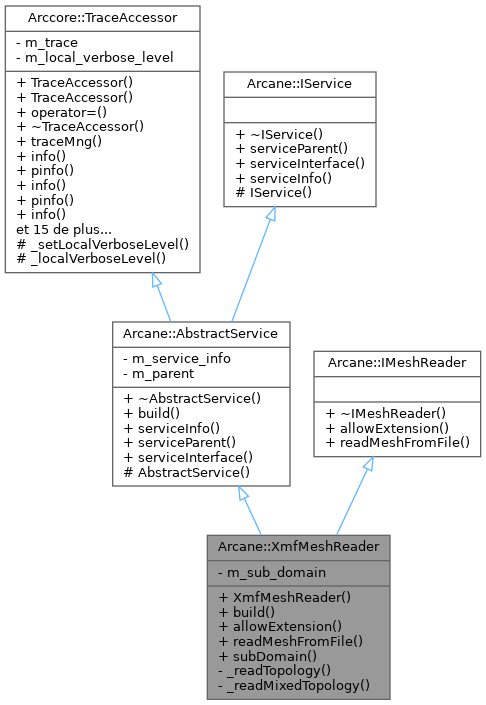 Arccore::TraceAccessor
- m_trace
- m_local_verbose_level
+ TraceAccessor()
+ TraceAccessor()
+ operator=()
+ ~TraceAccessor()
+ traceMng()
+ info()
+ pinfo()
+ info()
+ pinfo()
+ info()
et 15 de plus...
# _setLocalVerboseLevel()
# _localVerboseLevel()
Arcane::IService
+ ~IService()
+ serviceParent()
+ serviceInterface()
+ serviceInfo()
# IService()
Arcane::AbstractService
- m_service_info
- m_parent
+ ~AbstractService()
+ build()
+ serviceInfo()
+ serviceParent()
+ serviceInterface()
# AbstractService()
Arcane::IMeshReader
+ ~IMeshReader()
+ allowExtension()
+ readMeshFromFile()
Arcane::XmfMeshReader
- m_sub_domain
+ XmfMeshReader()
+ build()
+ allowExtension()
+ readMeshFromFile()
+ subDomain()
- _readTopology()
- _readMixedTopology()